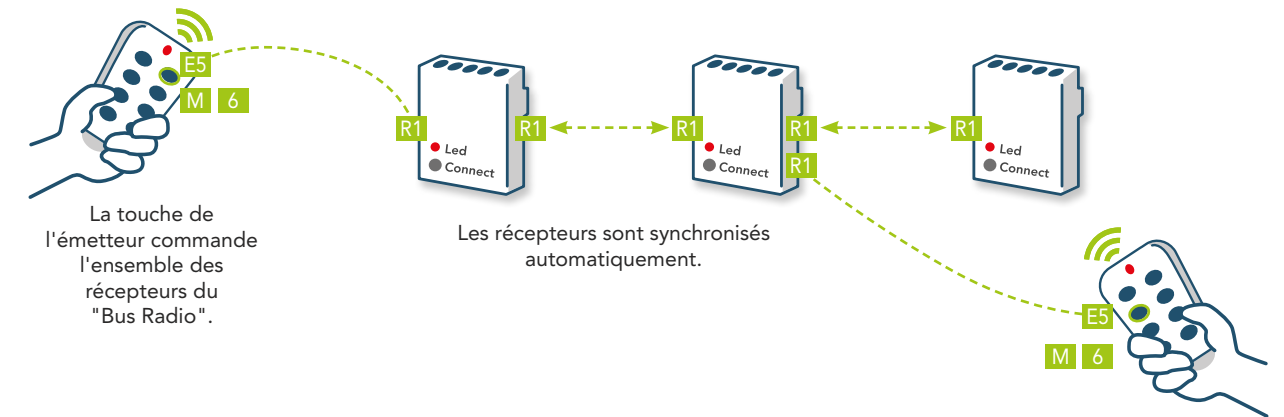 E5
M 6
R1
R1
R1
R1
R1
R1
Led
Connect
Led
Connect
Led
Connect
La touche de
l'émetteur commande
l'ensemble des
récepteurs du
"Bus Radio".
Les récepteurs sont synchronisés
automatiquement.
E5
M 6